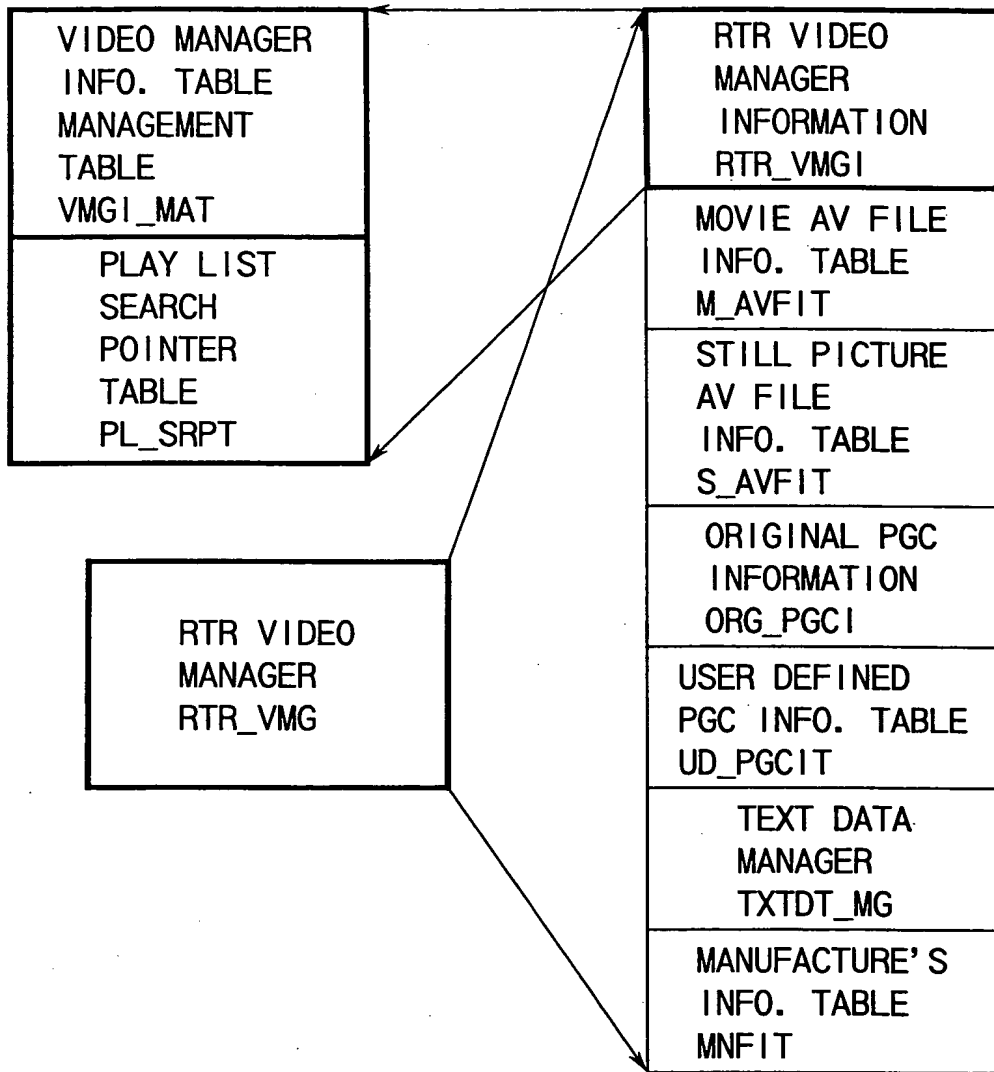 VIDEO MANAGER
INFO. TABLE
MANAGEMENT
TABLE
VMGI_MAT
PLAY LIST
SEARCH
POINTER
TABLE
PL_SRPT
RTR VIDEO
MANAGER
RTR_VMG
RTR VIDEO
MANAGER
INFORMATION
RTR_VMGI
MOVIE AV FILE
INFO. TABLE
M_AVFIT
STILL PICTURE
AV FILE
INFO. TABLE
S_AVFIT
ORIGINAL PGC
INFORMATION
ORG_PGCI
USER DEFINED
PGC INFO. TABLE
UD_PGCIT
TEXT DATA
MANAGER
TXTDT_MG
MANUFACTURE'S
INFO. TABLE
MNFIT